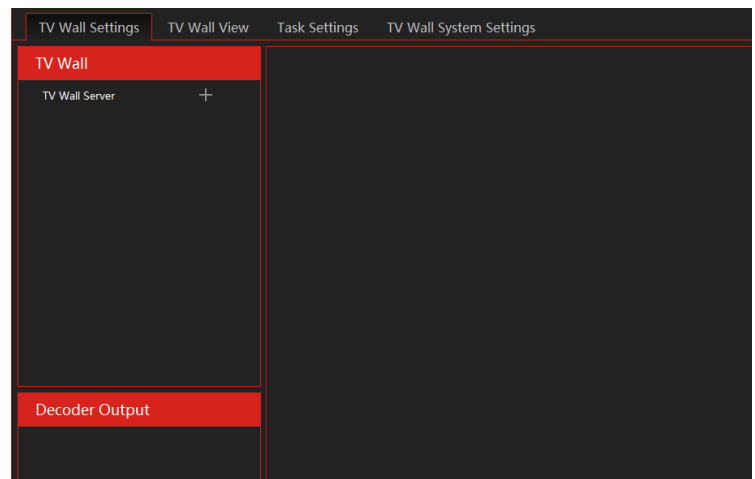 TV Wall Settings TV Wall View Task Settings TV Wall System Settings
TV Wall
TV Wall Server +
Decoder Output